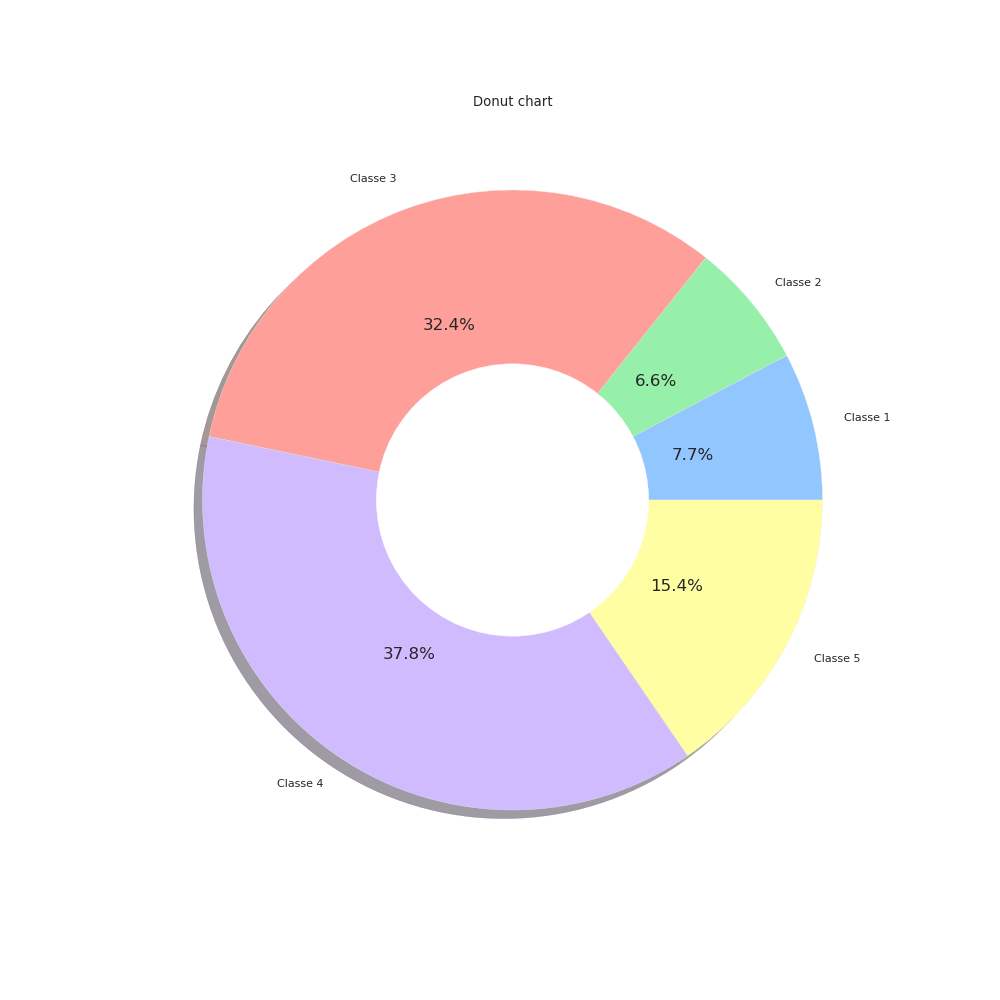 Donut chart
Classe 3
Classe 2
32.4%
6.6%
Classe 1
7.7%
15.4%
37.8%
Classe 5
Classe 4